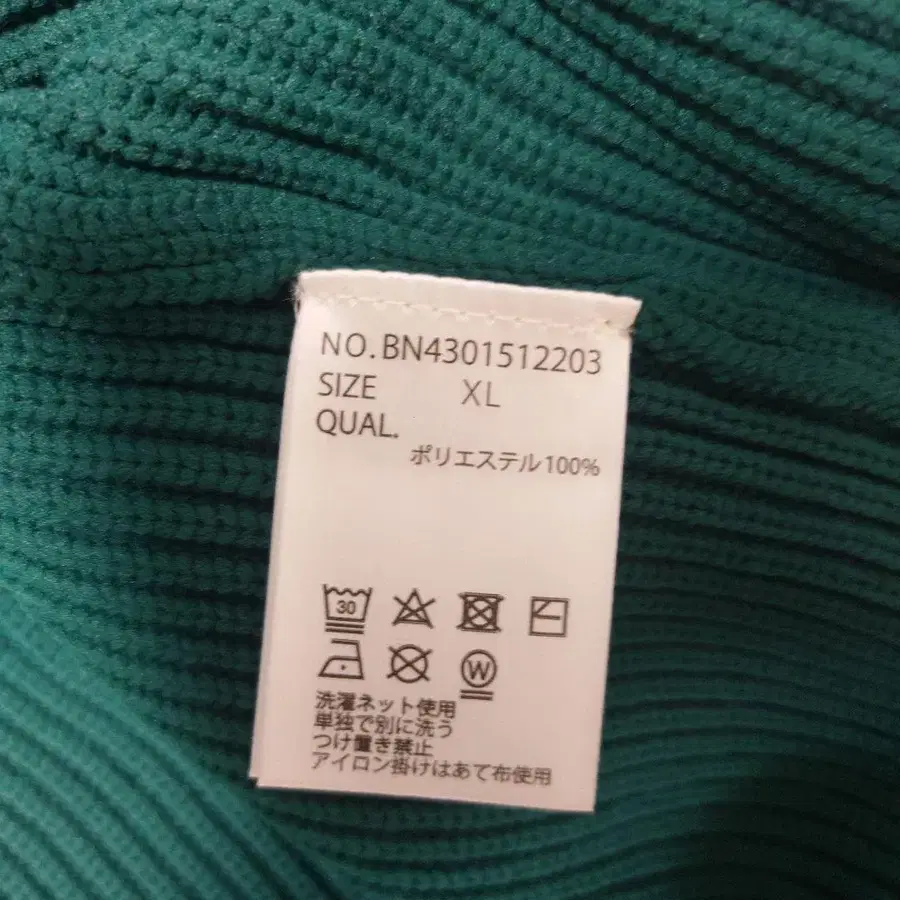 NO. BN4301512203
SIZE XL
QUAL.
ポリエステル100%
30
W
洗濯ネット使用
単独で別に洗う
つけ置き禁止
アイロン掛けはあて布使用